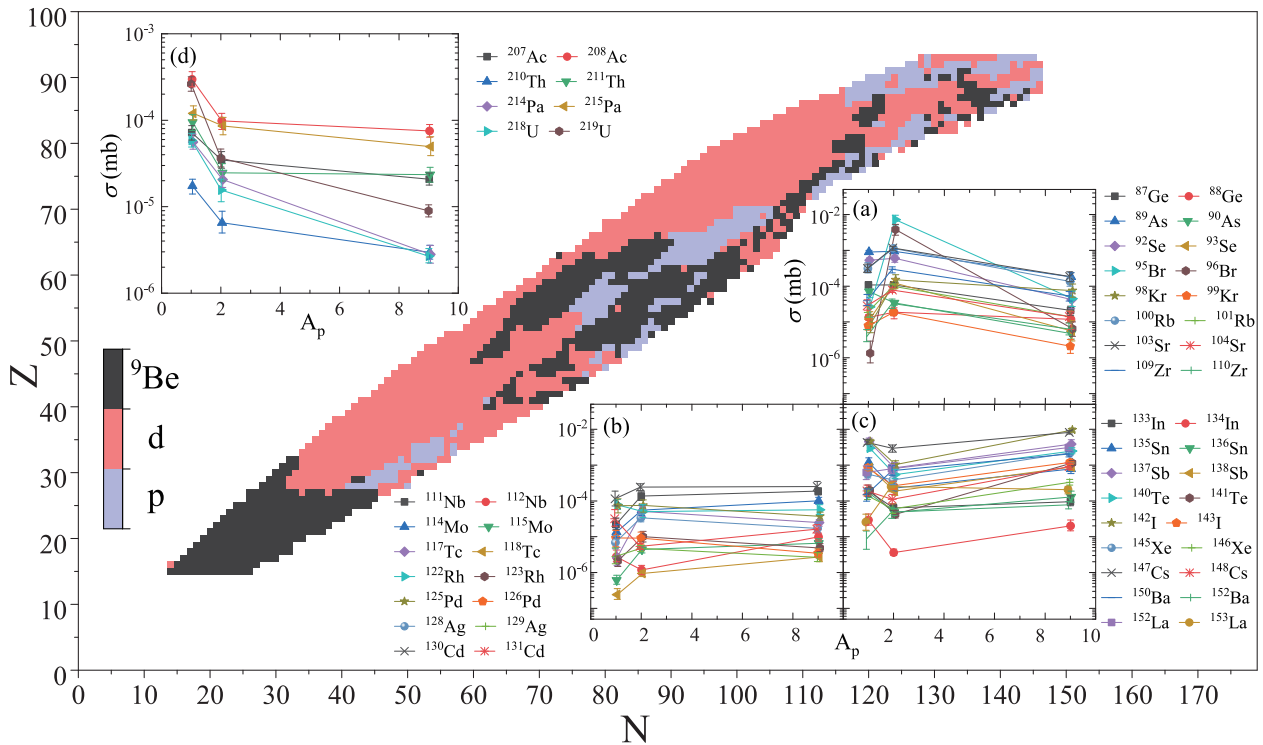 100
90
80
70
60
50
40
30
20
10
0
Z
0 10 20 30 40 50 60 70 80 90 100 110 120 130 140 150 160 170
N
⁹Be
d
p
(d)
10⁻³
10⁻⁴
10⁻⁵
10⁻⁶
σ (mb)
0 2 4 6 8 10
Aₚ
²⁰⁷Ac ²⁰⁸Ac
²¹⁰Th ²¹¹Th
²¹⁴Pa ²¹⁵Pa
²¹⁸U ²¹⁹U
(a)
10⁻²
10⁻⁴
10⁻⁶
σ (mb)
⁸⁷Ge ⁸⁸Ge
⁸⁹As ⁹⁰As
⁹²Se ⁹³Se
⁹⁵Br ⁹⁶Br
⁹⁸Kr ⁹⁹Kr
¹⁰⁰Rb ¹⁰¹Rb
¹⁰³Sr ¹⁰⁴Sr
¹⁰⁹Zr ¹¹⁰Zr
(b)
10⁻²
10⁻⁴
10⁻⁶
0 2 4 6 8
¹¹¹Nb ¹¹²Nb
¹¹⁴Mo ¹¹⁵Mo
¹¹⁷Tc ¹¹⁸Tc
¹²²Rh ¹²³Rh
¹²⁵Pd ¹²⁶Pd
¹²⁸Ag ¹²⁹Ag
¹³⁰Cd ¹³¹Cd
(c)
0 2 4 6 8 10
Aₚ
¹³³In ¹³⁴In
¹³⁵Sn ¹³⁶Sn
¹³⁷Sb ¹³⁸Sb
¹⁴⁰Te ¹⁴¹Te
¹⁴²I ¹⁴³I
¹⁴⁵Xe ¹⁴⁶Xe
¹⁴⁷Cs ¹⁴⁸Cs
¹⁵⁰Ba ¹⁵²Ba
¹⁵²La ¹⁵³La